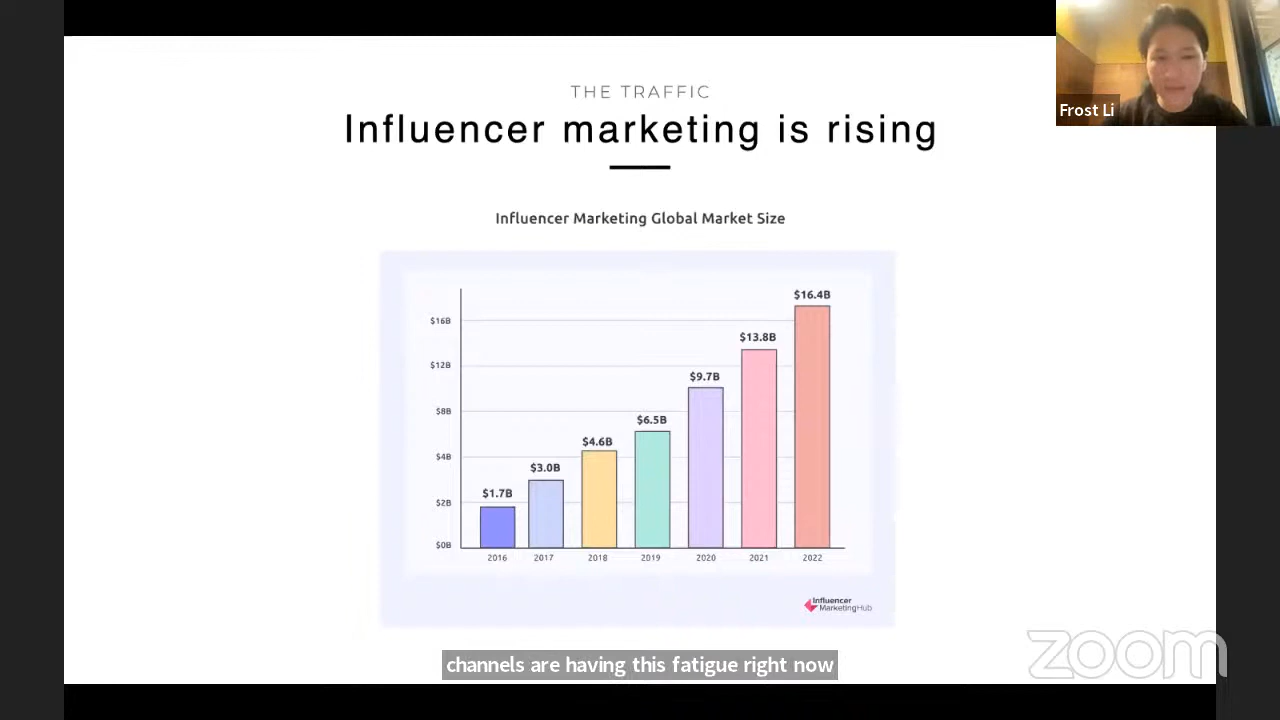 THE TRAFFIC
Influencer marketing is rising
Frost Li
Influencer Marketing Global Market Size
$16.4B
$16B
$13.8B
$12B
$9.7B
$8B
$6.5B
$4.6B
$4B
$3.0B
$1.7B
$2B
$0B
2016 2017 2018 2019 2020 2021 2022
Influencer
MarketingHub
channels are having this fatigue right now
zoom